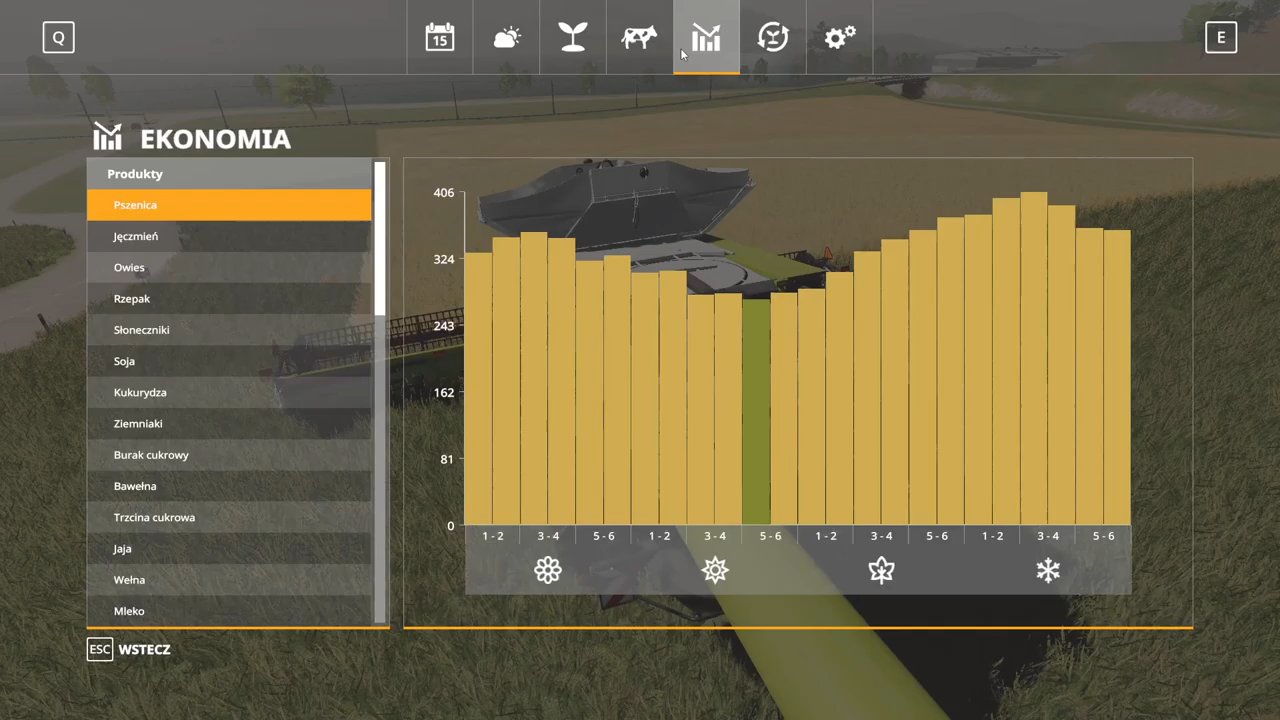 Q
15
E
EKONOMIA
Produkty
Pszenica
Jęczmień
Owies
Rzepak
Słoneczniki
Soja
Kukurydza
Ziemniaki
Burak cukrowy
Bawełna
Trzcina cukrowa
Jaja
Wełna
Mleko
406
324
243
162
81
0
1 - 2 3 - 4 5 - 6 1 - 2 3 - 4 5 - 6 1 - 2 3 - 4 5 - 6 1 - 2 3 - 4 5 - 6
ESC WSTECZ